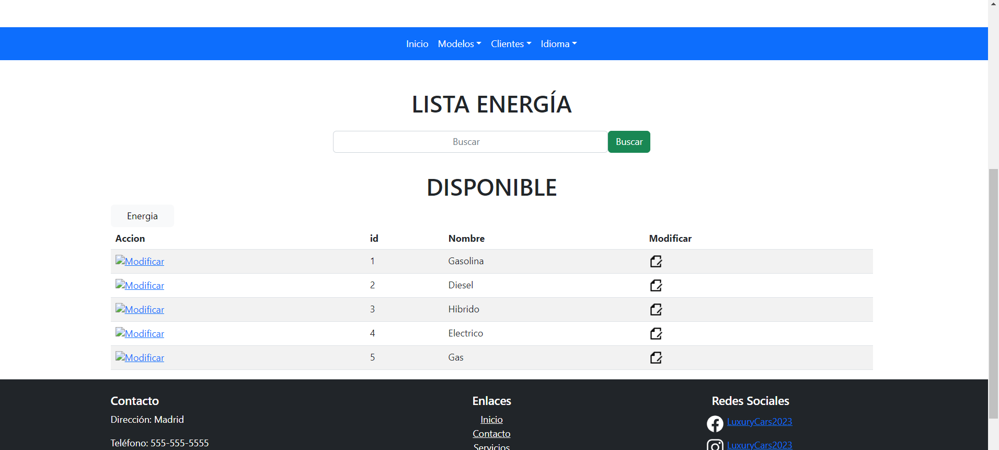 Inicio Modelos Clientes Idioma
LISTA ENERGÍA
Buscar Buscar
DISPONIBLE
Energia
Accion id Nombre Modificar
Modificar 1 Gasolina
Modificar 2 Diesel
Modificar 3 Hibrido
Modificar 4 Electrico
Modificar 5 Gas
Contacto Enlaces Redes Sociales
Dirección: Madrid Inicio LuxuryCars2023
Contacto
Teléfono: 555-555-5555 Servicios LuxuryCars2023